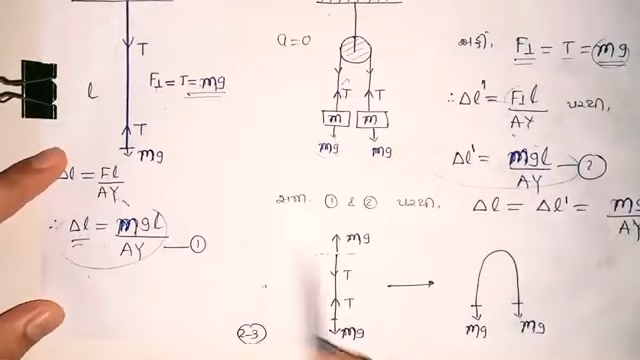 T
l
F⊥ = T = mg
T
mg
Δl = Fl / AY
∴ Δl = mgl / AY — ①
a = 0
T T
m m
mg mg
અહીં, F⊥ = T = mg
∴ Δl' = F⊥l / AY પરથી,
Δl' = mgl / AY — ②
સમી. ① & ② પરથી, Δl = Δl' = mg / AY
mg
T
T
mg
mg mg
2-3